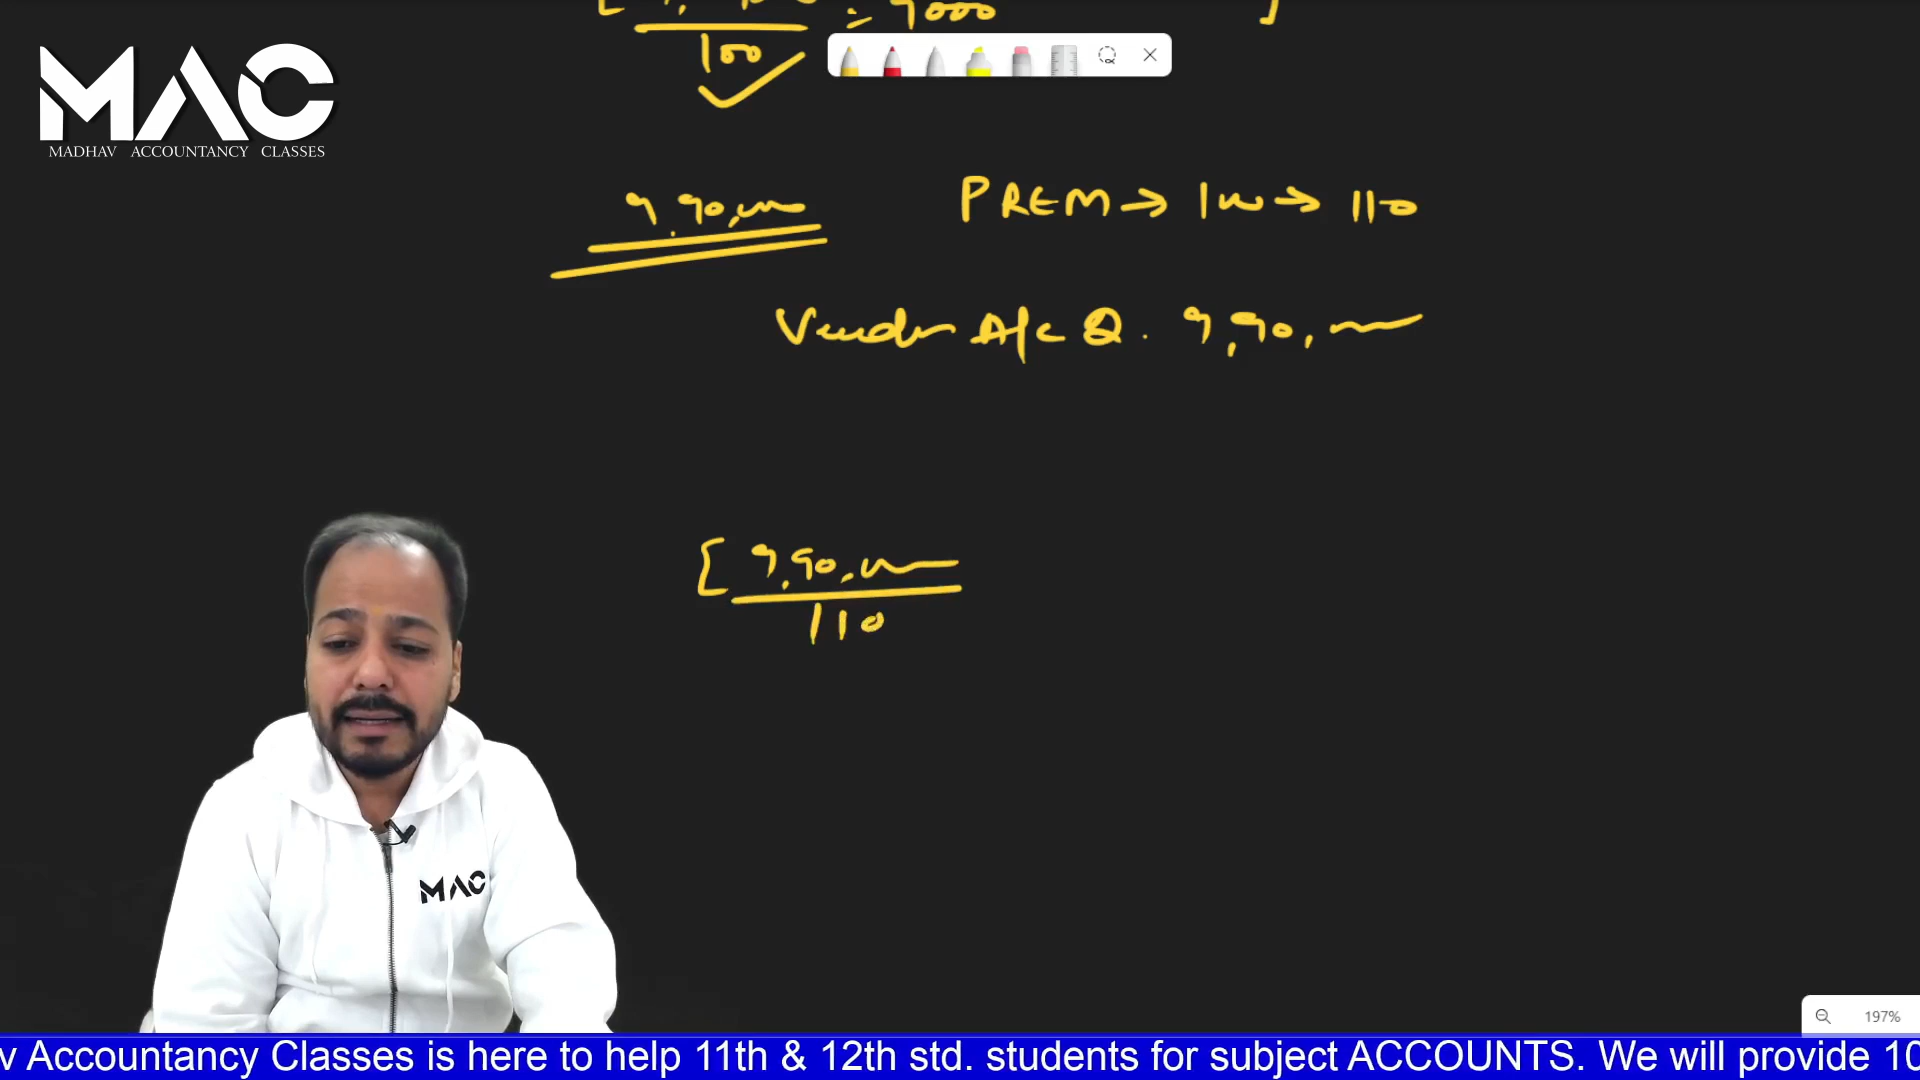 = 9000 ]
100
MAC
MADHAV ACCOUNTANCY CLASSES
9,90,000 PREM → 100 → 110
Vendor A/c Dr. 9,90,000
[ 9,90,000
110
MAC
197%
v Accountancy Classes is here to help 11th & 12th std. students for subject ACCOUNTS. We will provide 10